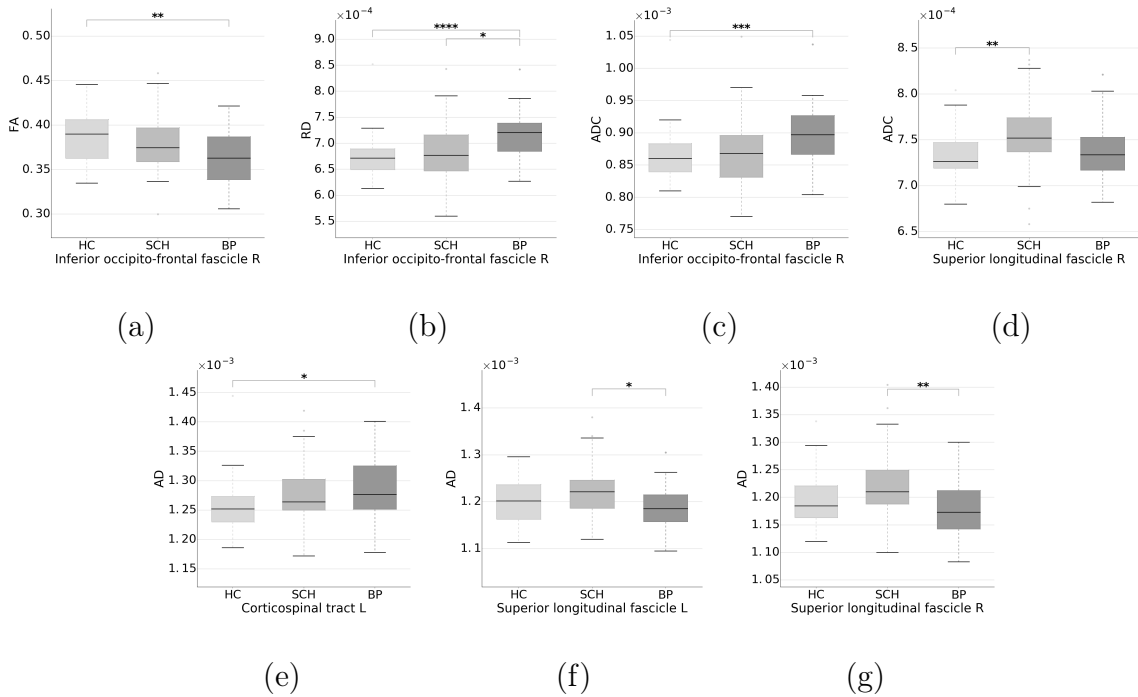 ×10−4
×10−3
×10−4
0.50
0.45
0.40
0.35
0.30
FA
**
HC SCH BP
Inferior occipito-frontal fascicle R
9.0
8.5
8.0
7.5
7.0
6.5
6.0
5.5
RD
****
*
HC SCH BP
Inferior occipito-frontal fascicle R
1.05
1.00
0.95
0.90
0.85
0.80
0.75
ADC
***
HC SCH BP
Inferior occipito-frontal fascicle R
8.5
8.0
7.5
7.0
6.5
ADC
**
HC SCH BP
Superior longitudinal fascicle R
(a) (b) (c) (d)
×10−3
×10−3
×10−3
1.45
1.40
1.35
1.30
1.25
1.20
1.15
AD
*
HC SCH BP
Corticospinal tract L
1.4
1.3
1.2
1.1
AD
*
HC SCH BP
Superior longitudinal fascicle L
1.40
1.35
1.30
1.25
1.20
1.15
1.10
1.05
AD
**
HC SCH BP
Superior longitudinal fascicle R
(e) (f) (g)